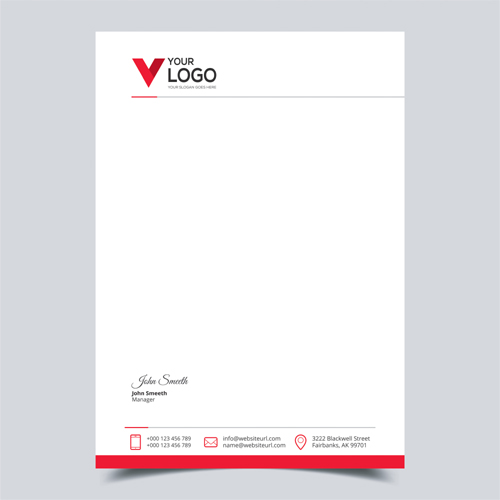 YOUR
LOGO
YOUR SLOGAN GOES HERE
John Smeeth
John Smeeth
Manager
+000 123 456 789
+000 123 456 789
info@websiteurl.com
name@websiteurl.com
3222 Blackwell Street
Fairbanks, AK 99701